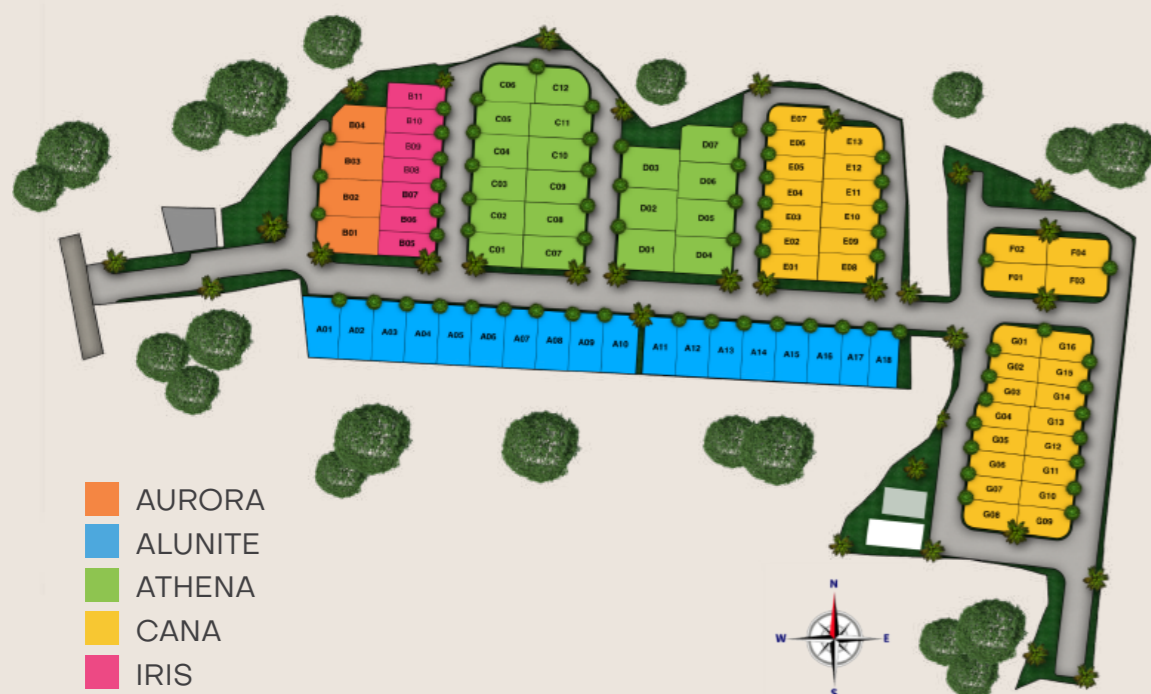 B11
B04
B10
B03
B09
B08
B02
B07
B06
B01
B05
C06
C12
C05
C11
C04
C10
C03
C09
C02
C08
C01
C07
D07
D03
D06
D02
D05
D01
D04
E07
E06
E13
E05
E12
E04
E11
E03
E10
E02
E09
E01
E08
F02
F04
F01
F03
A01 A02 A03 A04 A05 A06 A07 A08 A09 A10 A11 A12 A13 A14 A15 A16 A17 A18
G01
G16
G02
G15
G03
G14
G04
G13
G05
G12
G06
G11
G07
G10
G08
G09
AURORA
ALUNITE
ATHENA
CANA
IRIS
N
W
E
S